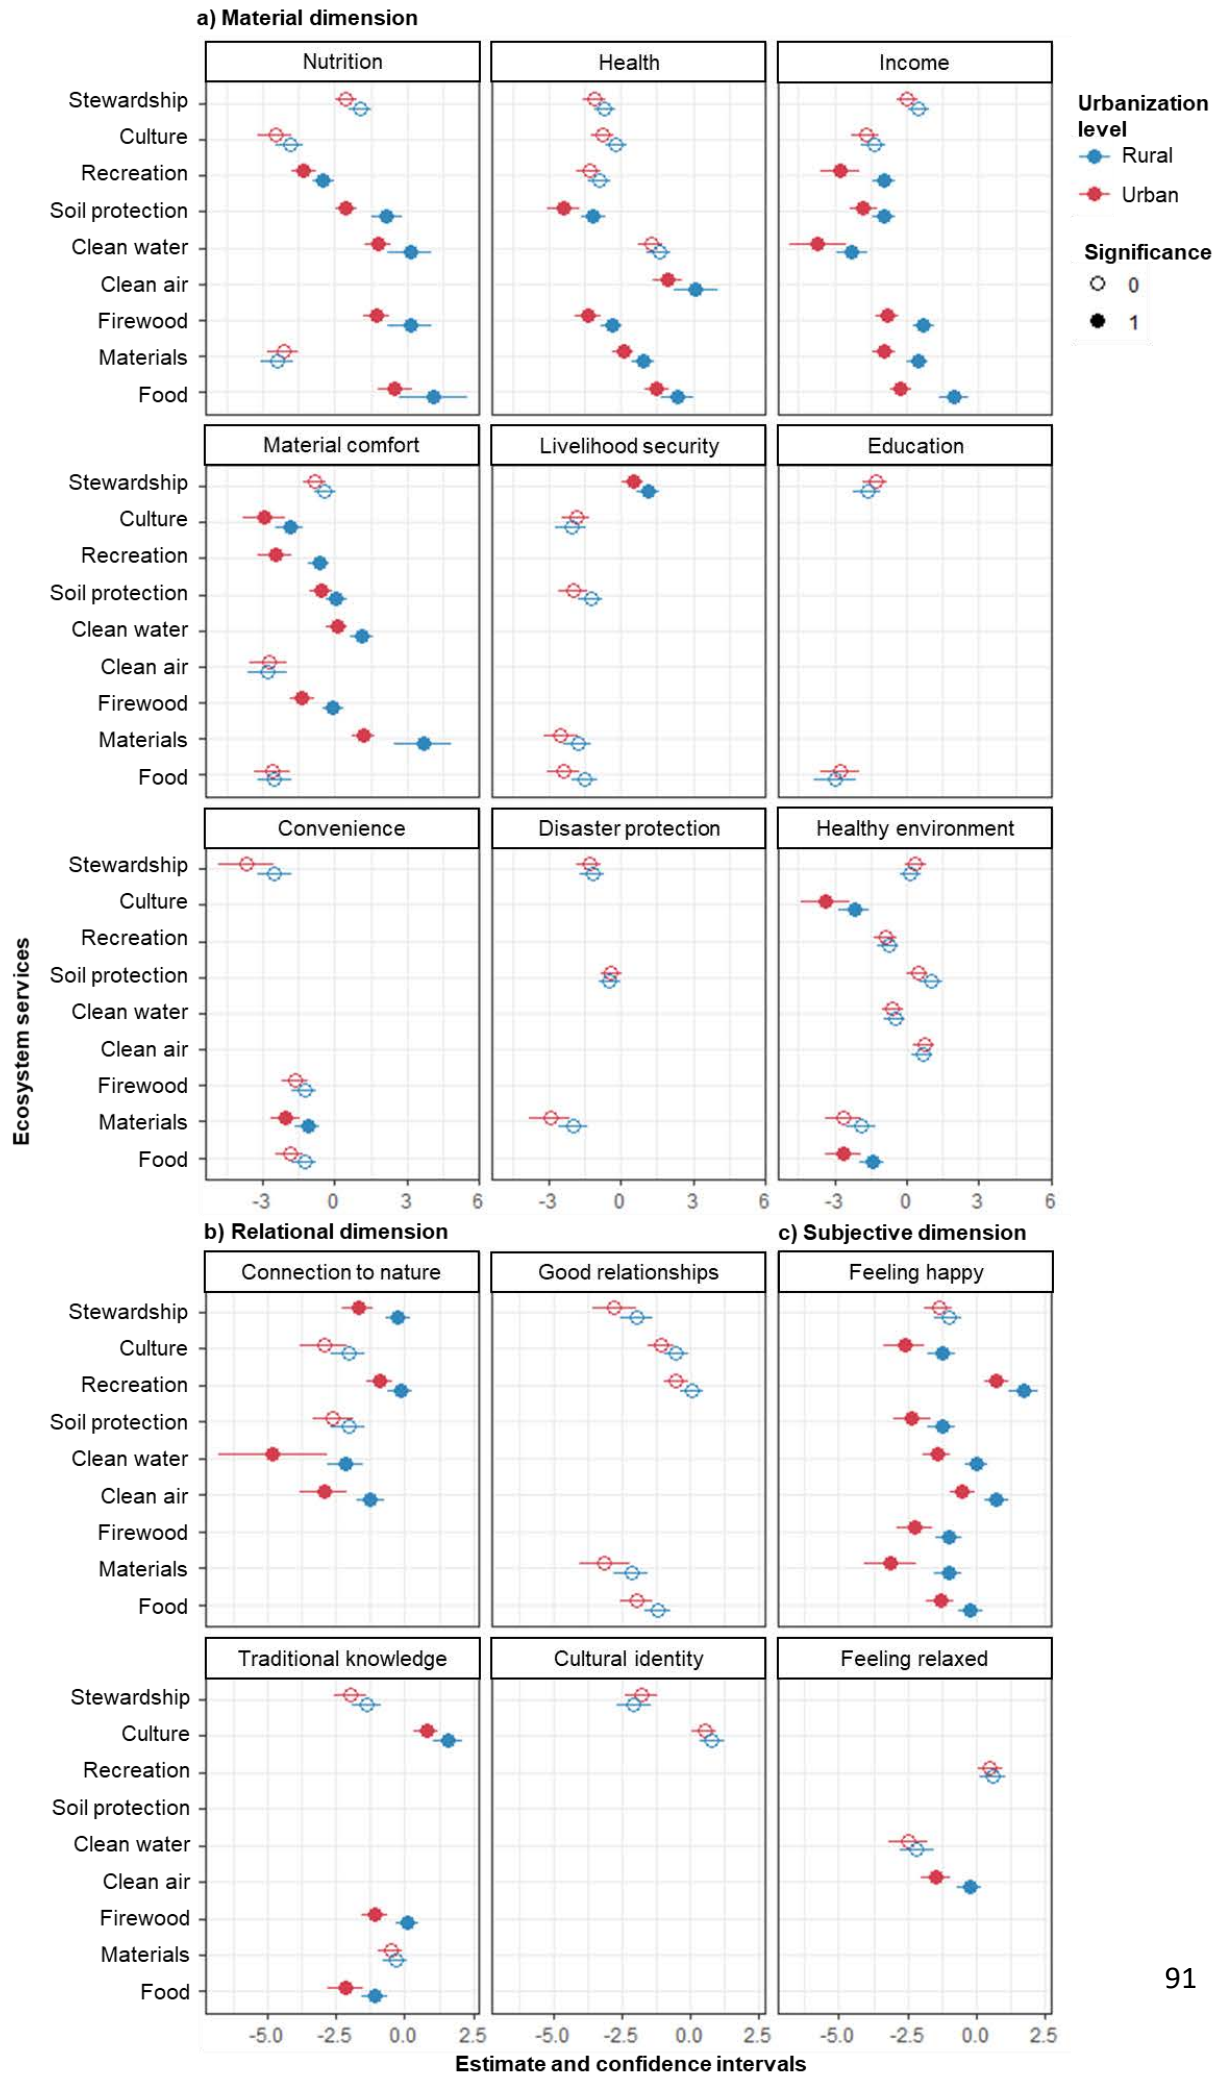 a) Material dimension
Nutrition
Health
Income
Stewardship
Culture
Recreation
Soil protection
Clean water
Clean air
Firewood
Materials
Food
Urbanization
level
Rural
Urban
Significance
0
1
Material comfort
Livelihood security
Education
Stewardship
Culture
Recreation
Soil protection
Clean water
Clean air
Firewood
Materials
Food
Convenience
Disaster protection
Healthy environment
Stewardship
Culture
Recreation
Soil protection
Clean water
Clean air
Firewood
Materials
Food
Ecosystem services
-3 0 3 6 -3 0 3 6 -3 0 3 6
b) Relational dimension
c) Subjective dimension
Connection to nature
Good relationships
Feeling happy
Stewardship
Culture
Recreation
Soil protection
Clean water
Clean air
Firewood
Materials
Food
Traditional knowledge
Cultural identity
Feeling relaxed
Stewardship
Culture
Recreation
Soil protection
Clean water
Clean air
Firewood
Materials
Food
-5.0 -2.5 0.0 2.5 -5.0 -2.5 0.0 2.5 -5.0 -2.5 0.0 2.5
Estimate and confidence intervals
91